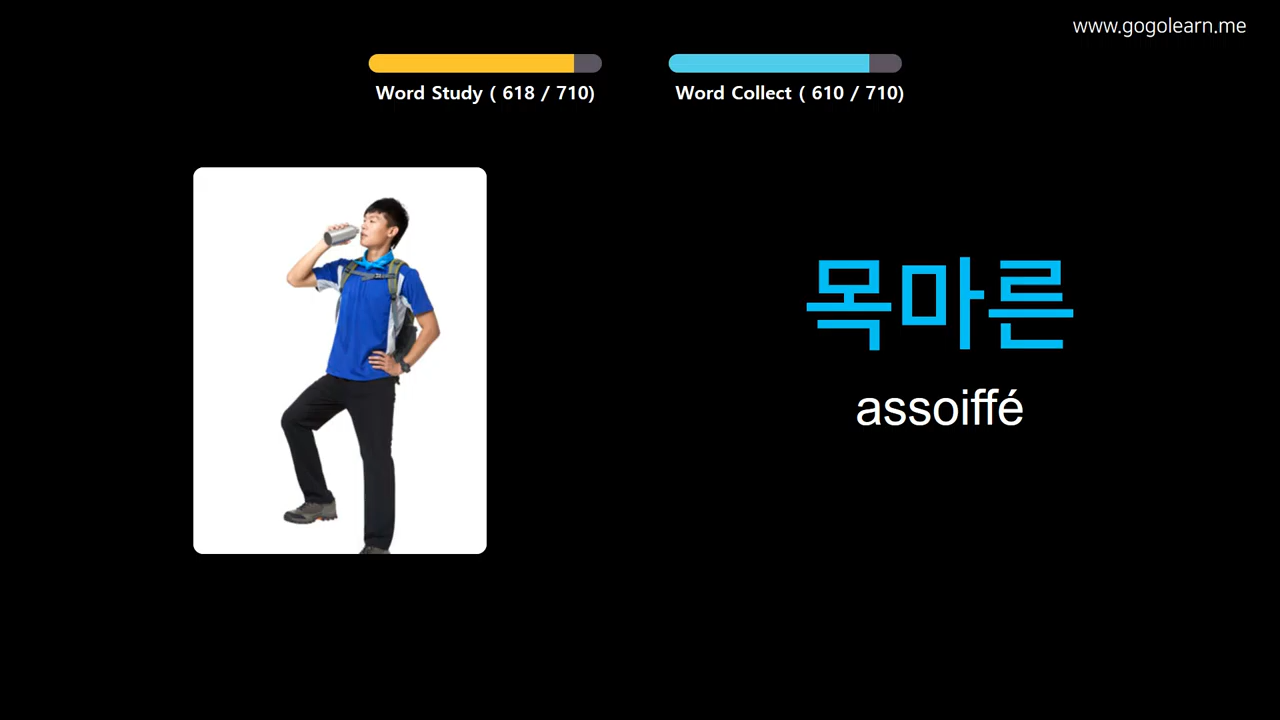 www.gogolearn.me
Word Study ( 618 / 710)
Word Collect ( 610 / 710)
목마른
assoiffé